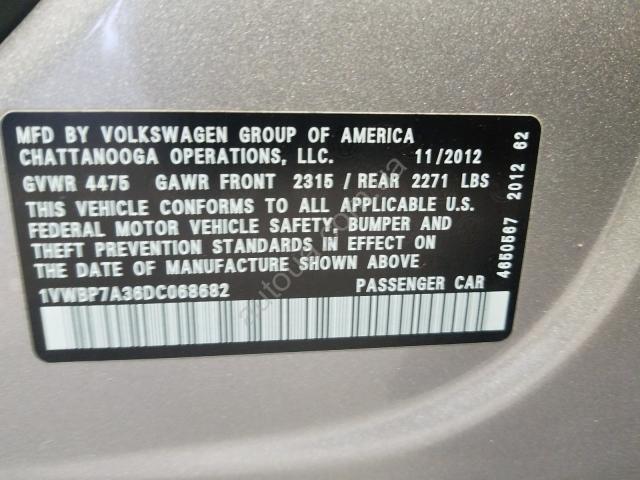 MFD BY VOLKSWAGEN GROUP OF AMERICA
CHATTANOOGA OPERATIONS, LLC. 11/2012
GVWR 4475 GAWR FRONT 2315 / REAR 2271 LBS
THIS VEHICLE CONFORMS TO ALL APPLICABLE U.S.
FEDERAL MOTOR VEHICLE SAFETY, BUMPER AND
THEFT PREVENTION STANDARDS IN EFFECT ON
THE DATE OF MANUFACTURE SHOWN ABOVE
1VWBP7A36DC068682 PASSENGER CAR
4650567 2012 62